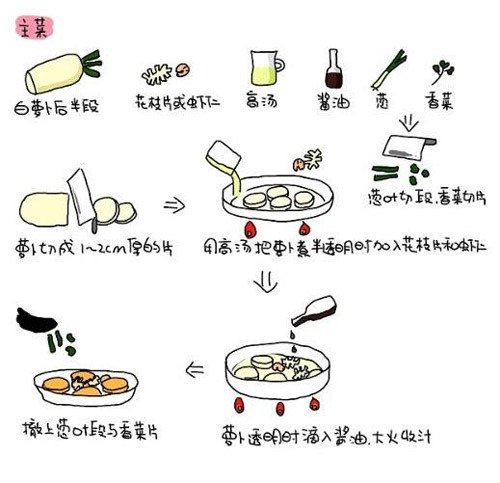 主菜
白萝卜后半段
花枝片或虾仁
高汤
酱油
葱
香菜
葱叶切段,香菜切片
萝卜切成1~2cm厚的片
用高汤把萝卜煮半透明时加入花枝片和虾仁
萝卜透明时滴入酱油,大火收汁
撒上葱叶段与香菜片